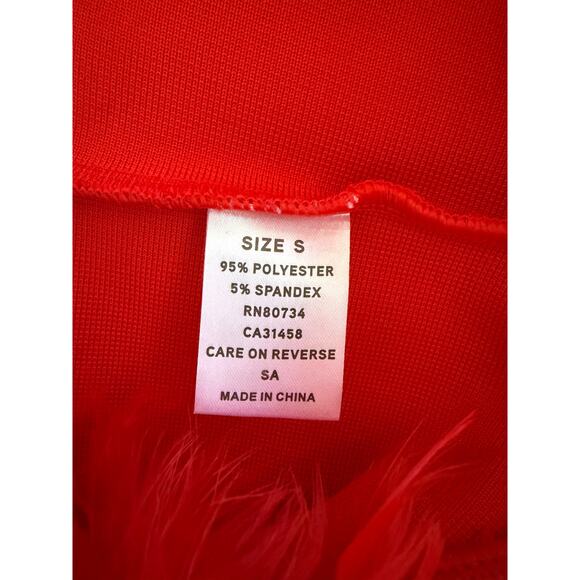 SIZE S
95% POLYESTER
5% SPANDEX
RN80734
CA31458
CARE ON REVERSE
SA
MADE IN CHINA